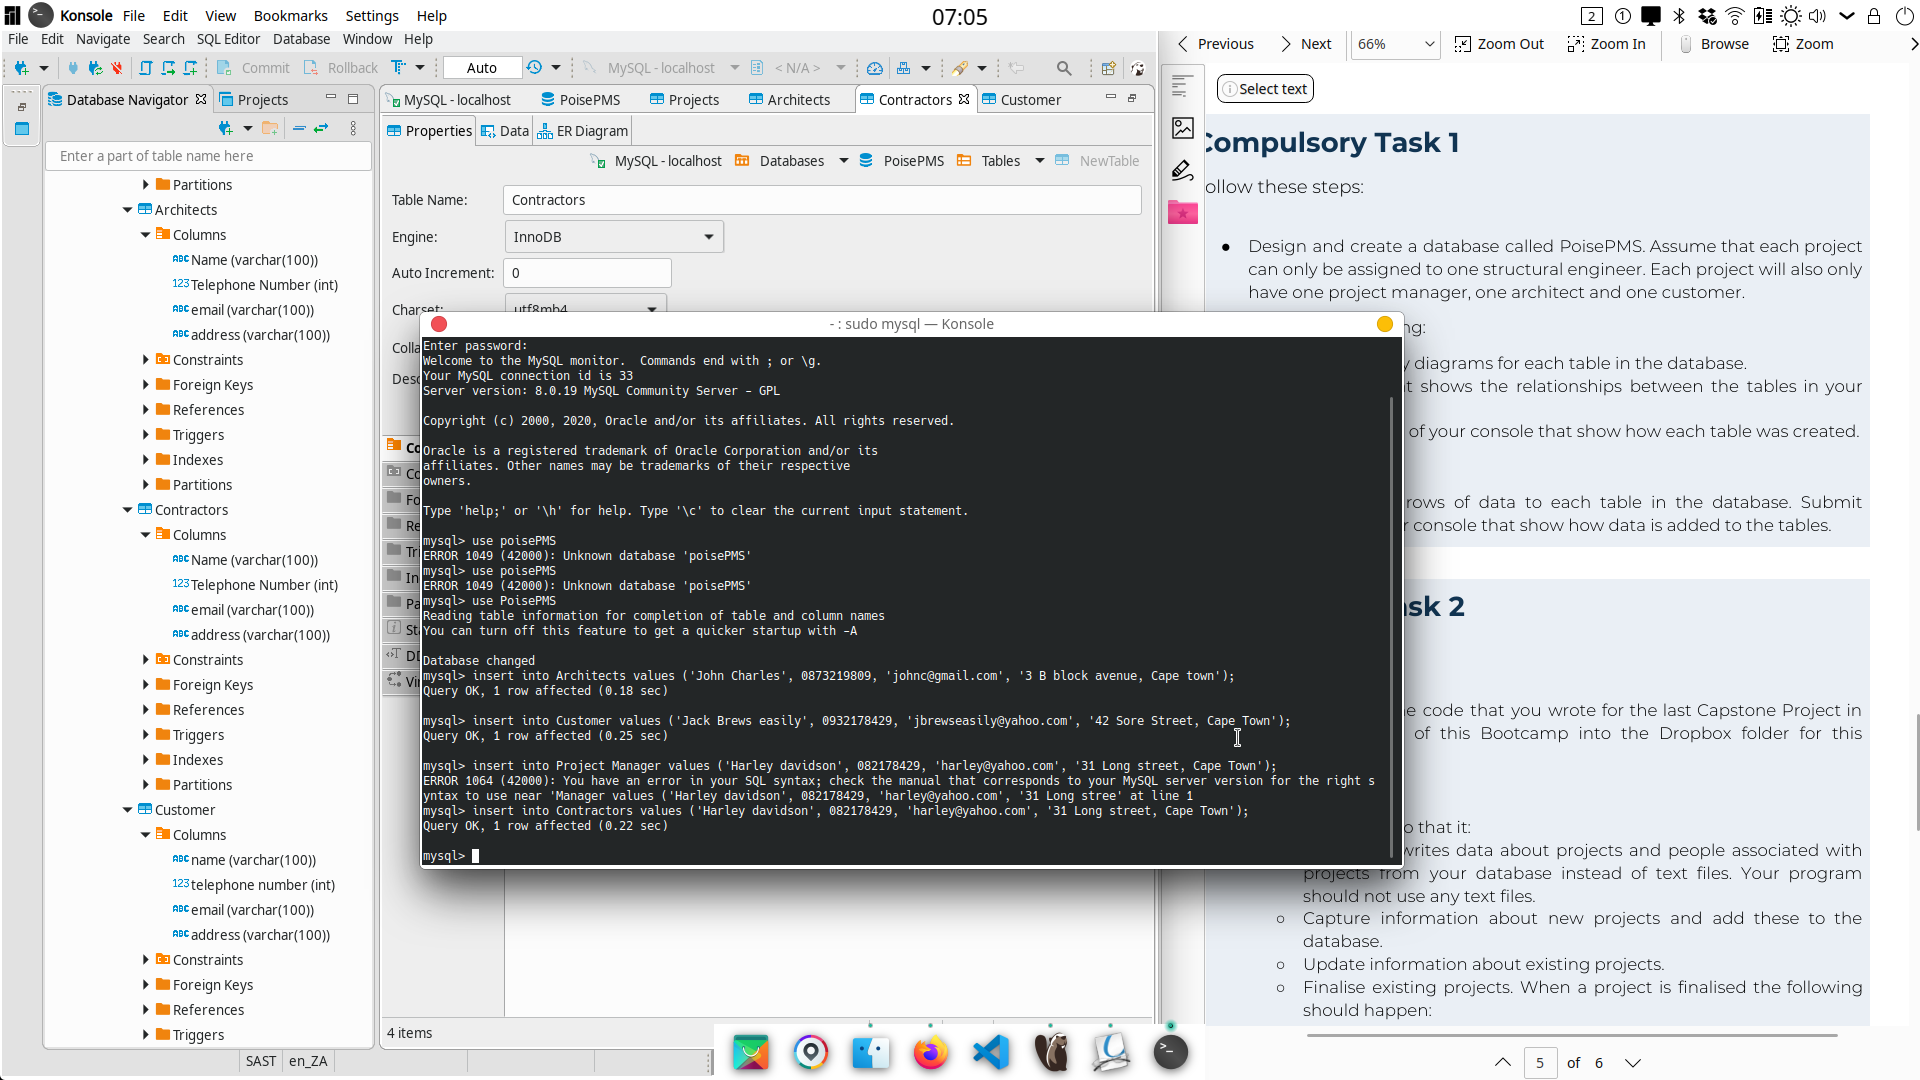 Konsole File Edit View Bookmarks Settings Help
07:05
2 1
File Edit Navigate Search SQL Editor Database Window Help
Commit Rollback Auto MySQL - localhost < N/A >
Previous Next 66% Zoom Out Zoom In Browse Zoom
Database Navigator Projects
MySQL - localhost PoisePMS Projects Architects Contractors Customer
Properties Data ER Diagram
Enter a part of table name here
MySQL - localhost Databases PoisePMS Tables NewTable
Partitions
Architects
Columns
Name (varchar(100))
123 Telephone Number (int)
ABC email (varchar(100))
ABC address (varchar(100))
Constraints
Foreign Keys
References
Triggers
Indexes
Partitions
Contractors
Columns
ABC Name (varchar(100))
123 Telephone Number (int)
ABC email (varchar(100))
ABC address (varchar(100))
Constraints
Foreign Keys
References
Triggers
Indexes
Partitions
Customer
Columns
ABC name (varchar(100))
123 telephone number (int)
ABC email (varchar(100))
ABC address (varchar(100))
Constraints
Foreign Keys
References
Triggers
SAST en_ZA
Table Name: Contractors
Engine: InnoDB
Auto Increment: 0
Charset: utf8mb4
4 items
- : sudo mysql — Konsole
Enter password:
Welcome to the MySQL monitor. Commands end with ; or \g.
Your MySQL connection id is 33
Server version: 8.0.19 MySQL Community Server - GPL
Copyright (c) 2000, 2020, Oracle and/or its affiliates. All rights reserved.
Oracle is a registered trademark of Oracle Corporation and/or its
affiliates. Other names may be trademarks of their respective
owners.
Type 'help;' or '\h' for help. Type '\c' to clear the current input statement.
mysql> use poisePMS
ERROR 1049 (42000): Unknown database 'poisePMS'
mysql> use poisePMS
ERROR 1049 (42000): Unknown database 'poisePMS'
mysql> use PoisePMS
Reading table information for completion of table and column names
You can turn off this feature to get a quicker startup with -A
Database changed
mysql> insert into Architects values ('John Charles', 0873219809, 'johnc@gmail.com', '3 B block avenue, Cape town');
Query OK, 1 row affected (0.18 sec)
mysql> insert into Customer values ('Jack Brews easily', 0932178429, 'jbrewseasily@yahoo.com', '42 Sore Street, Cape Town');
Query OK, 1 row affected (0.25 sec)
mysql> insert into Project Manager values ('Harley davidson', 082178429, 'harley@yahoo.com', '31 Long street, Cape Town');
ERROR 1064 (42000): You have an error in your SQL syntax; check the manual that corresponds to your MySQL server version for the right s
yntax to use near 'Manager values ('Harley davidson', 082178429, 'harley@yahoo.com', '31 Long stree' at line 1
mysql> insert into Contractors values ('Harley davidson', 082178429, 'harley@yahoo.com', '31 Long street, Cape Town');
Query OK, 1 row affected (0.22 sec)
mysql>
Select text
Compulsory Task 1
ollow these steps:
● Design and create a database called PoisePMS. Assume that each project
can only be assigned to one structural engineer. Each project will also only
have one project manager, one architect and one customer.
ng:
y diagrams for each table in the database.
t shows the relationships between the tables in your
of your console that show how each table was created.
rows of data to each table in the database. Submit
r console that show how data is added to the tables.
ask 2
e code that you wrote for the last Capstone Project in
of this Bootcamp into the Dropbox folder for this
o that it:
writes data about projects and people associated with
projects from your database instead of text files. Your program
should not use any text files.
○ Capture information about new projects and add these to the
database.
○ Update information about existing projects.
○ Finalise existing projects. When a project is finalised the following
should happen:
5 of 6